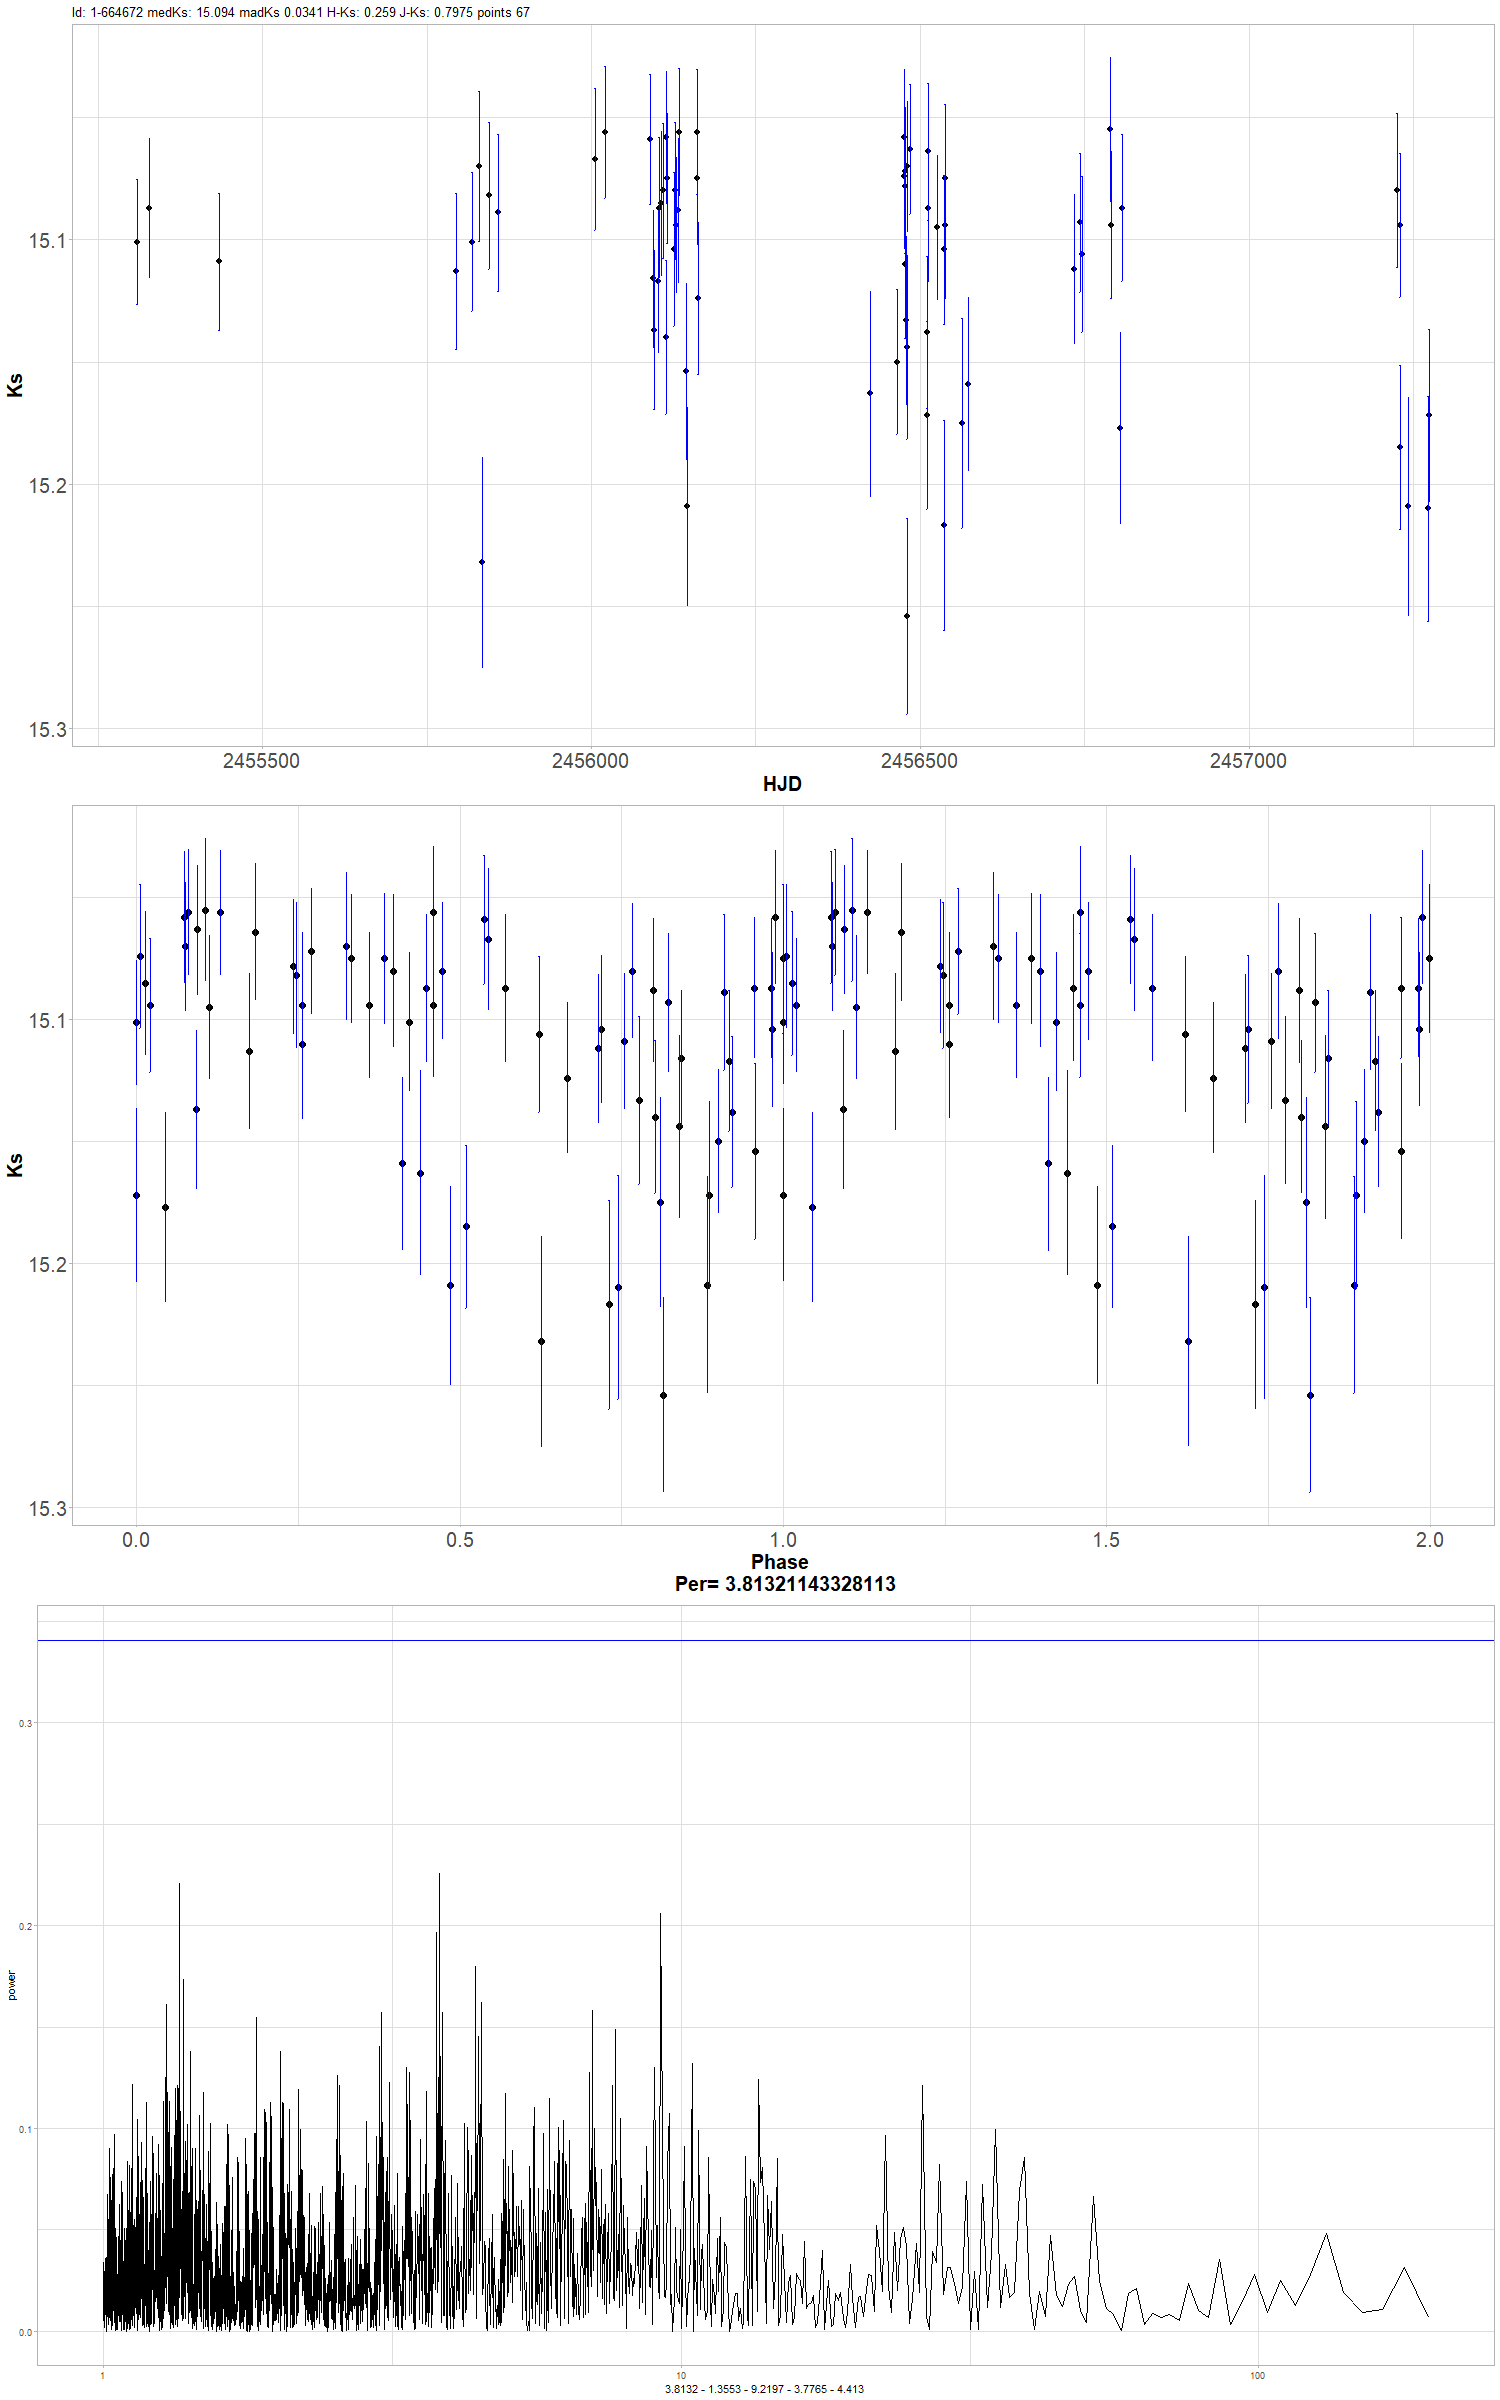 Id: 1-664672 medKs: 15.094 madKs 0.0341 H-Ks: 0.259 J-Ks: 0.7975 points 67
15.1
15.2
15.3
Ks
2455500 2456000 2456500 2457000
HJD
15.1
15.2
15.3
Ks
0.0 0.5 1.0 1.5 2.0
Phase
Per= 3.81321143328113
0.3
0.2
0.1
0.0
power
1 10 100
3.8132 - 1.3553 - 9.2197 - 3.7765 - 4.413